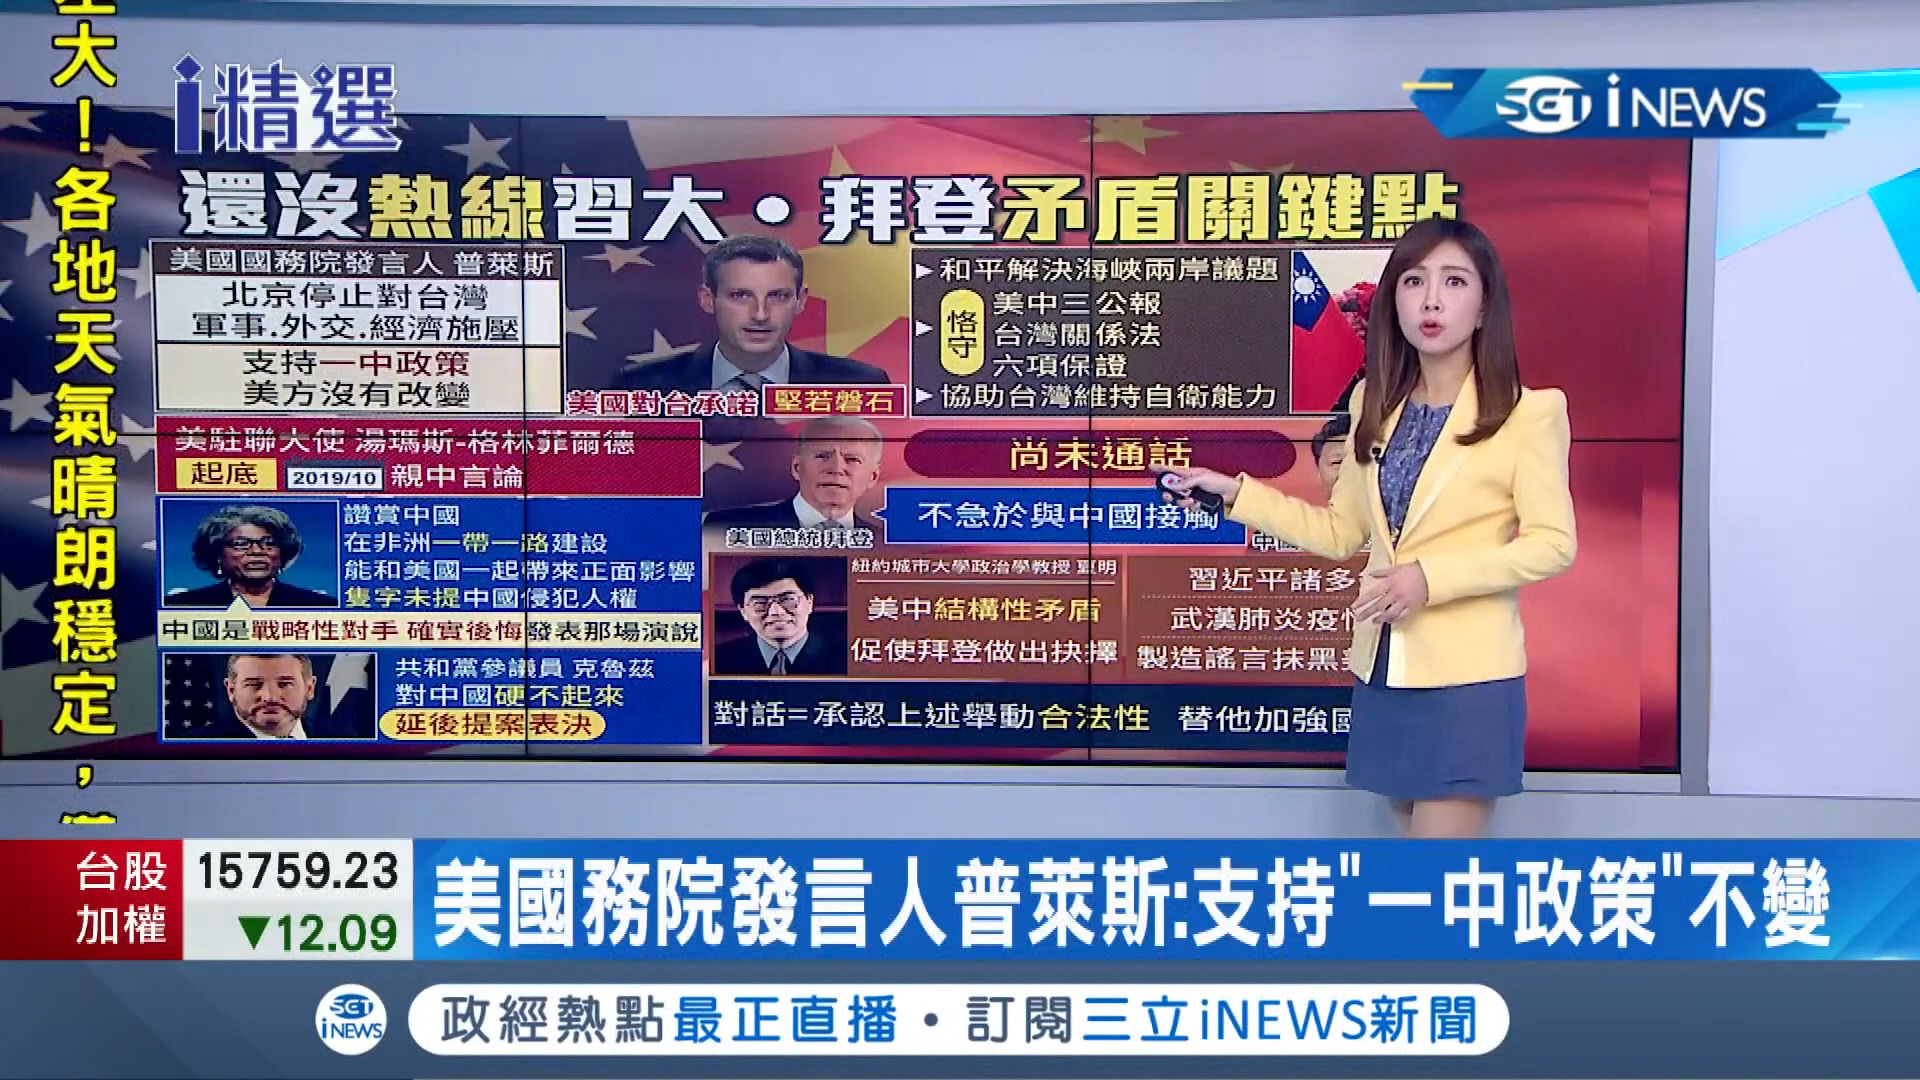 大！各地天氣晴朗穩定，
i精選
SET iNEWS
還沒熱線習大·拜登矛盾關鍵點
美國國務院發言人 普萊斯
北京停止對台灣
軍事.外交.經濟施壓
支持一中政策
美方沒有改變
美國對台承諾 堅若磐石
▶和平解決海峽兩岸議題
▶恪守
美中三公報
台灣關係法
六項保證
▶協助台灣維持自衛能力
美駐聯大使 湯瑪斯-格林菲爾德
起底 2019/10 親中言論
讚賞中國
在非洲一帶一路建設
能和美國一起帶來正面影響
隻字未提中國侵犯人權
中國是戰略性對手 確實後悔發表那場演說
共和黨參議員 克魯茲
對中國硬不起來
延後提案表決
尚未通話
不急於與中國接觸
美國總統拜登
中國
紐約城市大學政治學教授 夏明
美中結構性矛盾
促使拜登做出抉擇
習近平諸多
武漢肺炎疫
製造謠言抹黑
對話=承認上述舉動合法性 替他加強
台股
加權
15759.23
▼12.09
美國務院發言人普萊斯:支持"一中政策"不變
SET iNEWS
政經熱點最正直播·訂閱三立iNEWS新聞